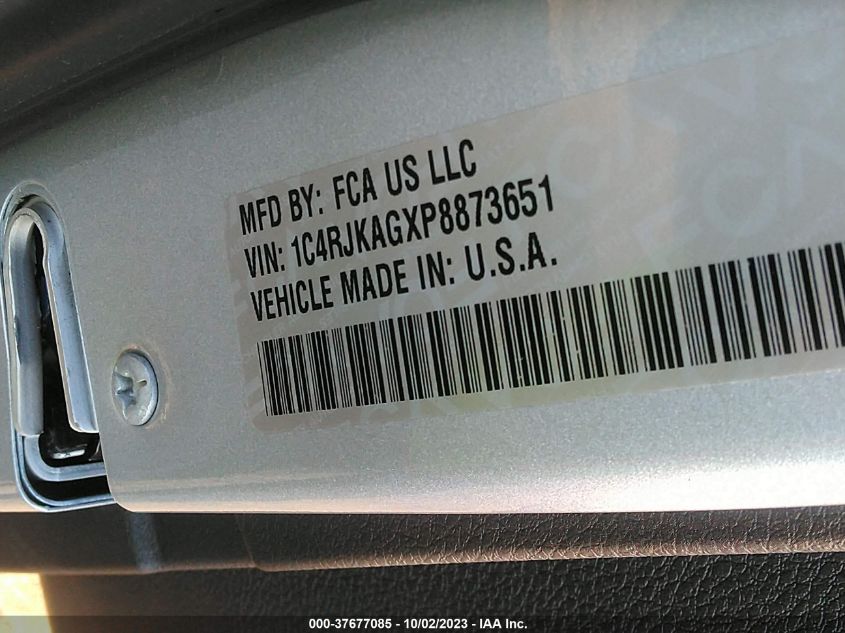 MFD BY: FCA US LLC
VIN: 1C4RJKAGXP8873651
VEHICLE MADE IN: U.S.A.
000-37677085 - 10/02/2023 - IAA Inc.